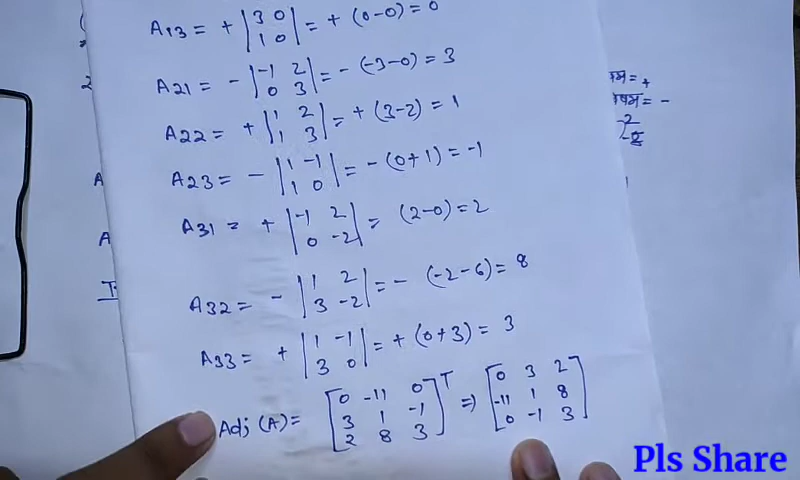 A13 = + |3 0 / 1 0| = + (0-0) = 0
A21 = - |-1 2 / 0 3| = - (-3-0) = 3
A22 = + |1 2 / 1 3| = + (3-2) = 1
A23 = - |1 -1 / 1 0| = - (0+1) = -1
A31 = + |-1 2 / 0 -2| = (2-0) = 2
A32 = - |1 2 / 3 -2| = - (-2-6) = 8
A33 = + |1 -1 / 3 0| = + (0+3) = 3
Adj (A) = [0 -11 0 / 3 1 -1 / 2 8 3]^T => [0 3 2 / -11 1 8 / 0 -1 3]
Pls Share